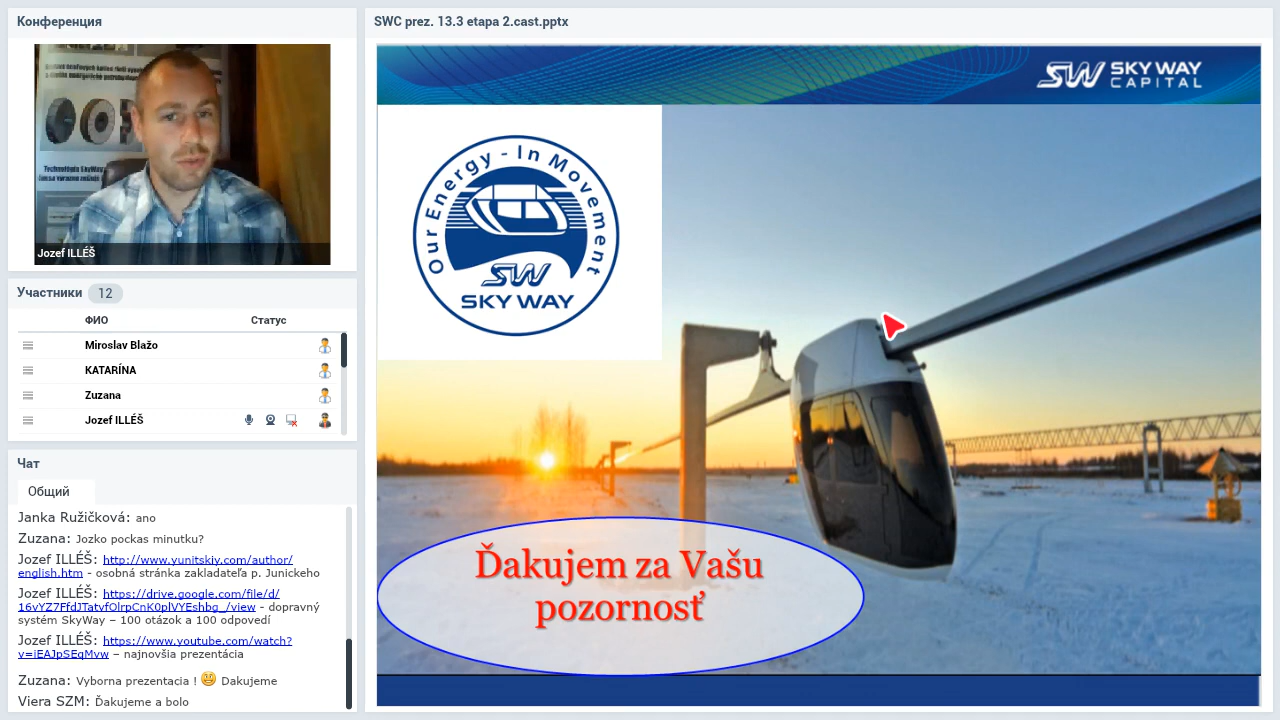 Конференция
Technológia SkyWay
Jozef ILLÉŠ
Участники 12
ФИО Статус
Miroslav Blažo
KATARÍNA
Zuzana
Jozef ILLÉŠ
Чат
Общий
Janka Ružičková: ano
Zuzana: Jozko pockas minutku?
Jozef ILLÉŠ: http://www.yunitskiy.com/author/
english.htm - osobná stránka zakladateľa p. Junickeho
Jozef ILLÉŠ: https://drive.google.com/file/d/
16vYZ7FfdJTatvfOlrpCnK0plVYEshbg_/view - dopravný
systém SkyWay – 100 otázok a 100 odpovedí
Jozef ILLÉŠ: https://www.youtube.com/watch?
v=iEAJpSEqMvw – najnovšia prezentácia
Zuzana: Vyborna prezentacia ! Dakujeme
Viera SZM: Ďakujeme a bolo
SWC prez. 13.3 etapa 2.cast.pptx
SW SKY WAY
CAPITAL
Our Energy - In Movement
SW
SKY WAY
Ďakujem za Vašu
pozornosť